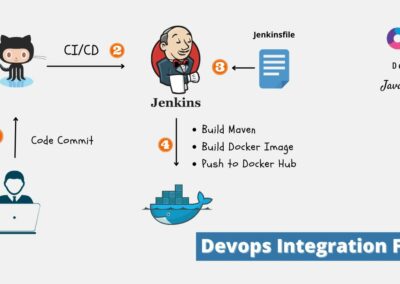 CI/CD 2
Jenkinsfile
3
Jenkins
Code Commit
4
Build Maven
Build Docker Image
Push to Docker Hub
Devops Integration